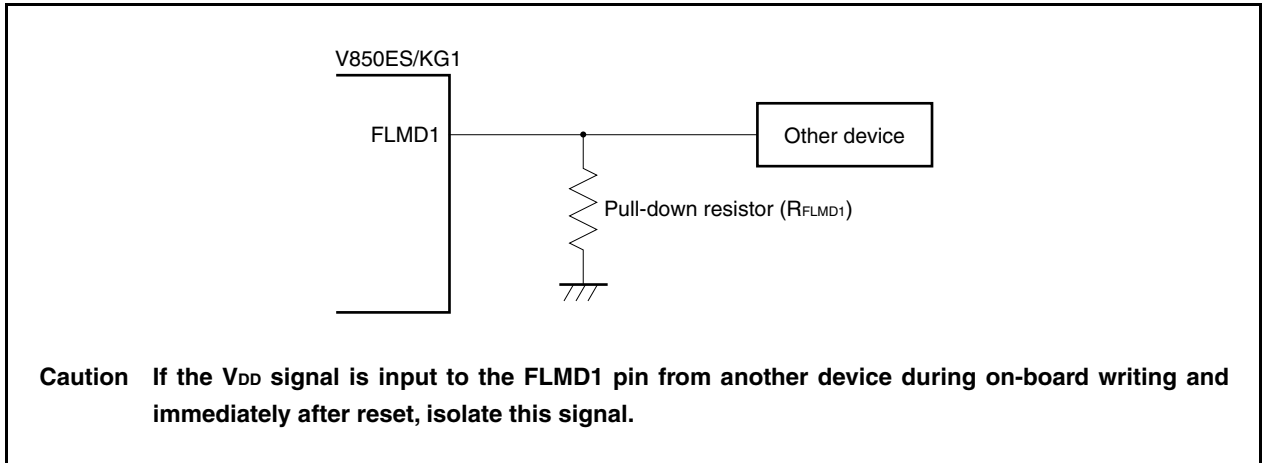 V850ES/KG1
FLMD1
Other device
Pull-down resistor (RFLMD1)
Caution If the VDD signal is input to the FLMD1 pin from another device during on-board writing and
immediately after reset, isolate this signal.